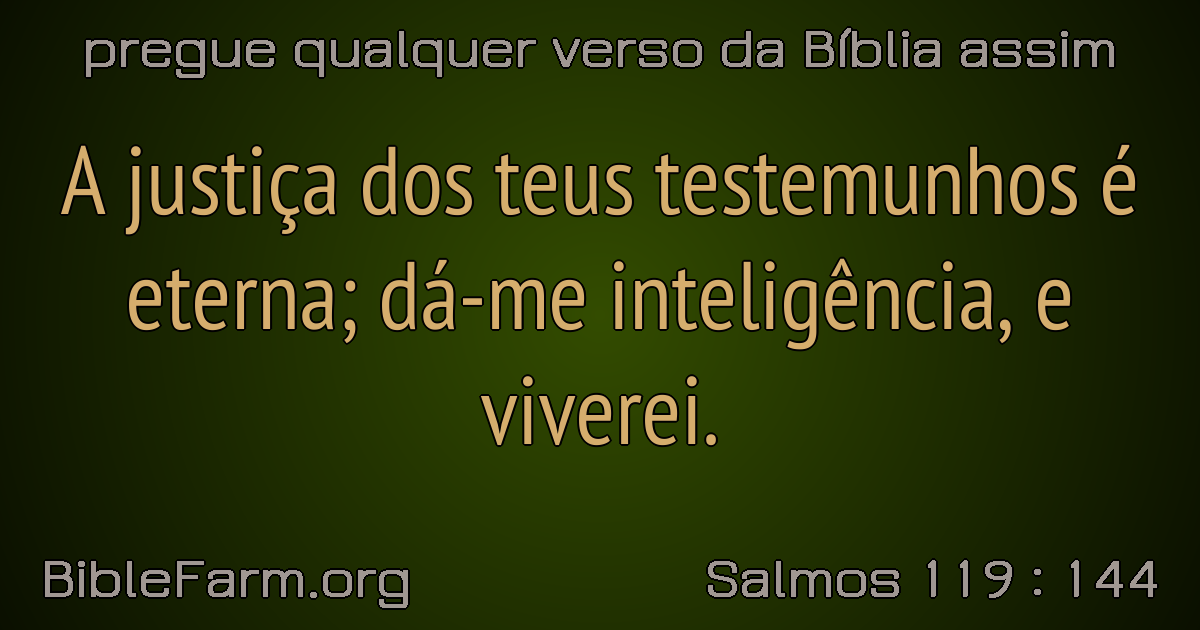 pregue qualquer verso da Bíblia assim
A justiça dos teus testemunhos é
eterna; dá-me inteligência, e
viverei.
BibleFarm.org
Salmos 119 : 144